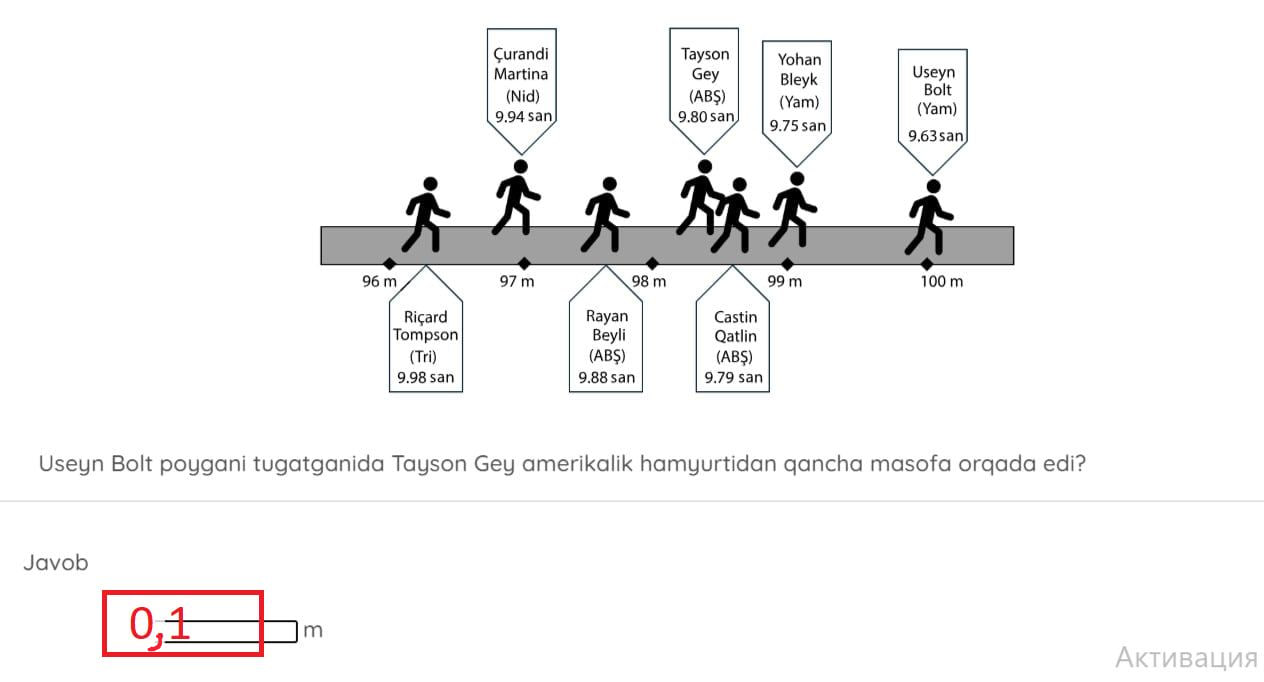 Çurandi
Martina
(Nid)
9.94 san
Tayson
Gey
(ABŞ)
9.80 san
Yohan
Bleyk
(Yam)
9.75 san
Useyn
Bolt
(Yam)
9.63 san
96 m
97 m
98 m
99 m
100 m
Riçard
Tompson
(Tri)
9.98 san
Rayan
Beyli
(ABŞ)
9.88 san
Castin
Qatlin
(ABŞ)
9.79 san
Useyn Bolt poygani tugatganida Tayson Gey amerikalik hamyurtidan qancha masofa orqada edi?
Javob
0,1 m
Активация